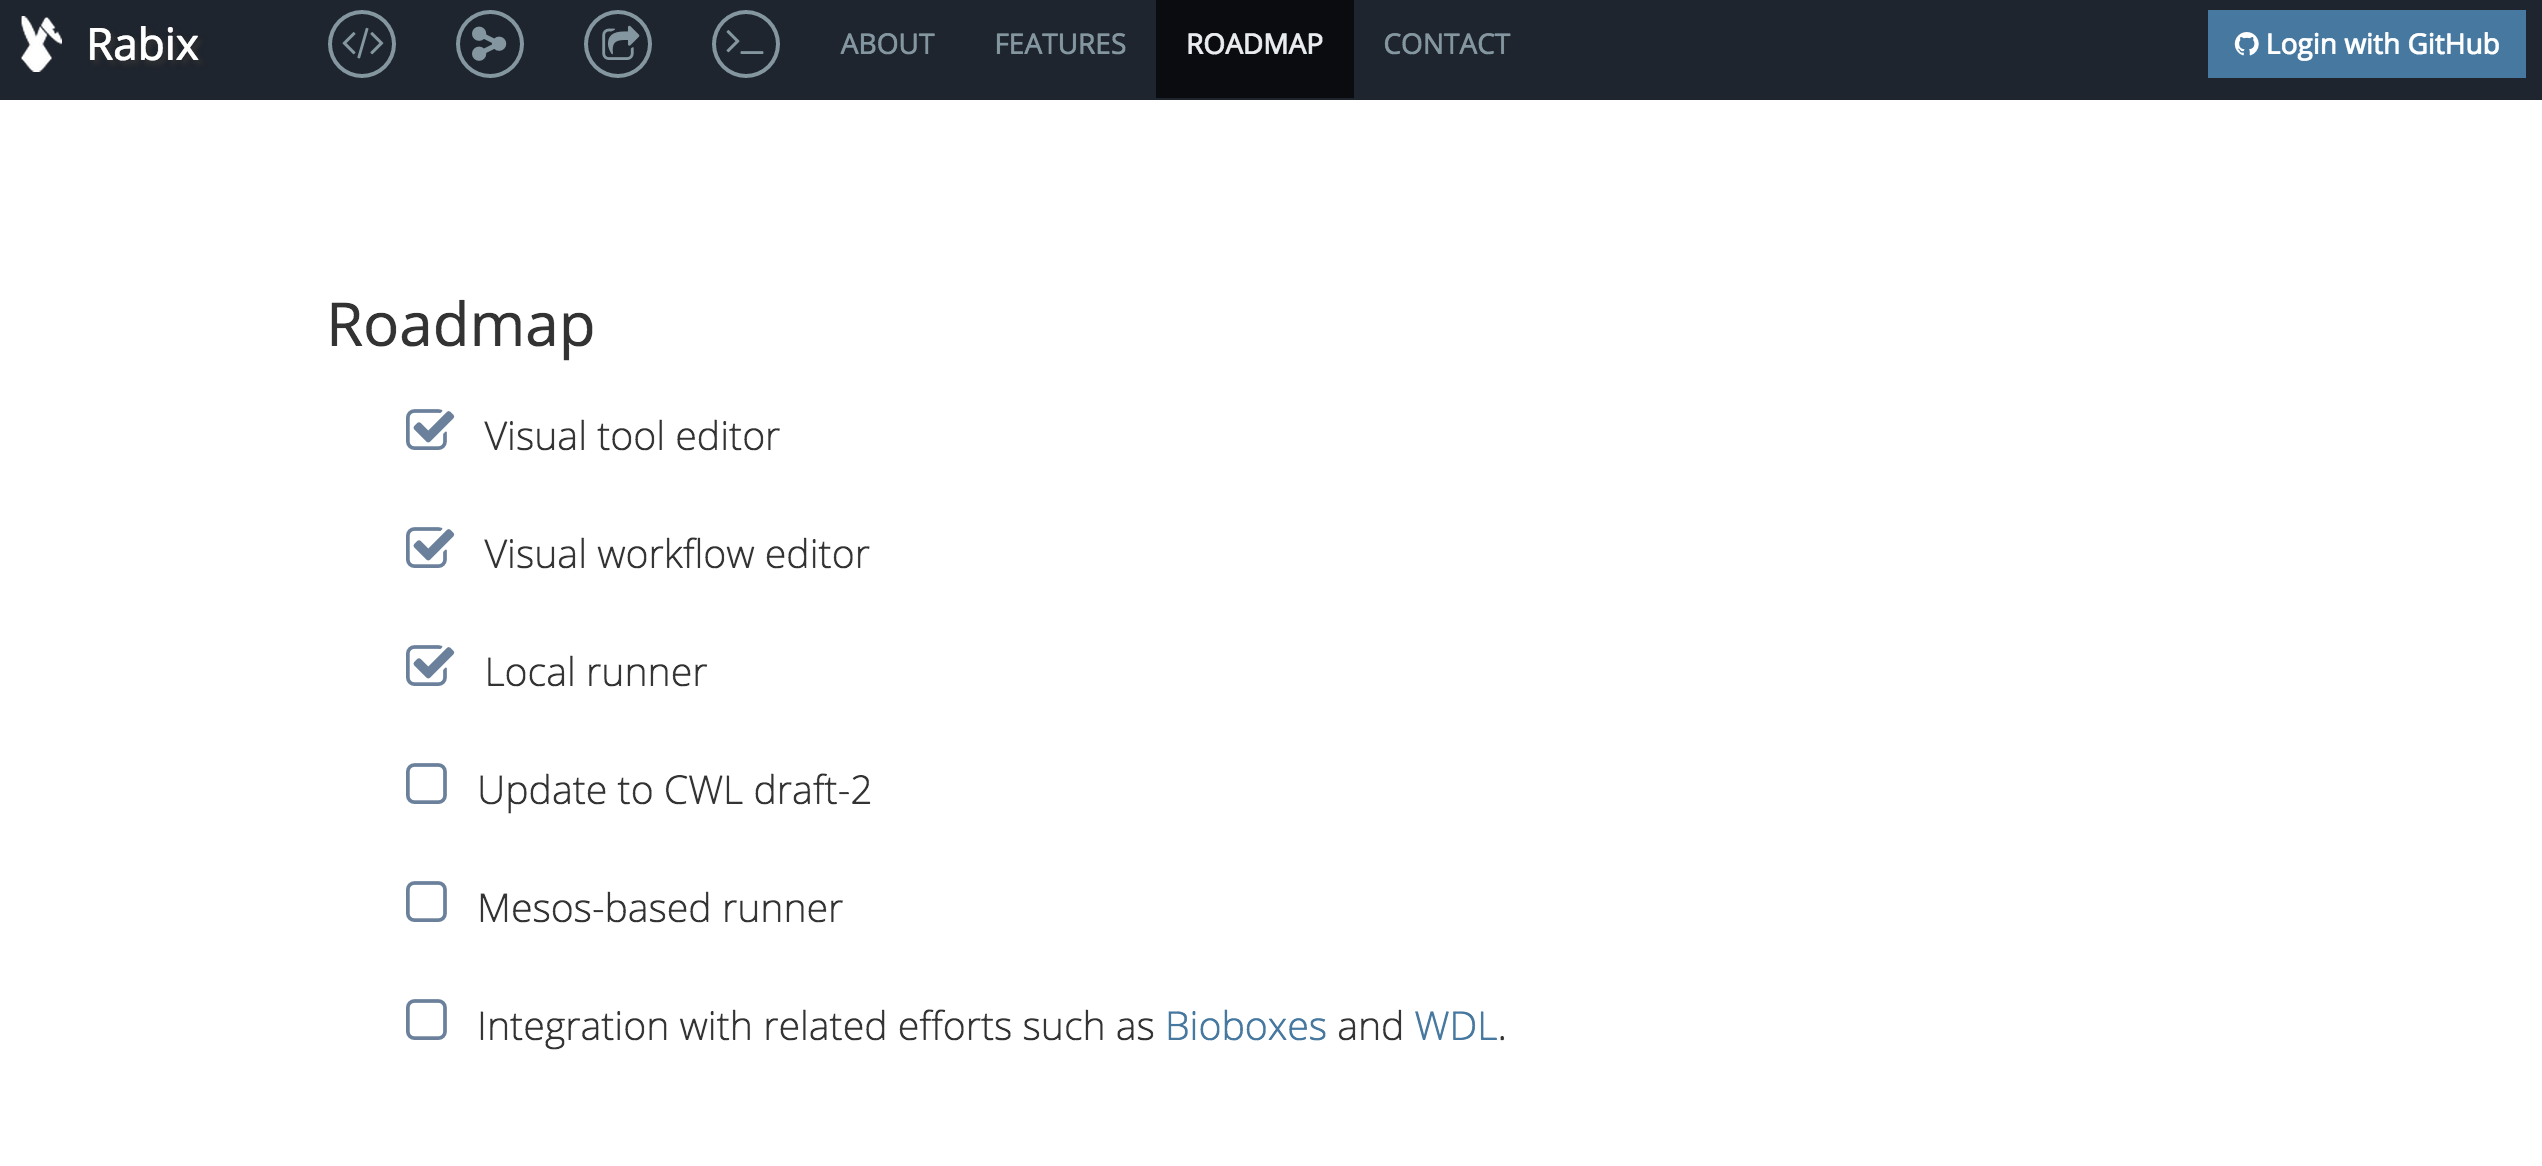 Rabix
ABOUT
FEATURES
ROADMAP
CONTACT
Login with GitHub
Roadmap
Visual tool editor
Visual workflow editor
Local runner
Update to CWL draft-2
Mesos-based runner
Integration with related efforts such as Bioboxes and WDL.